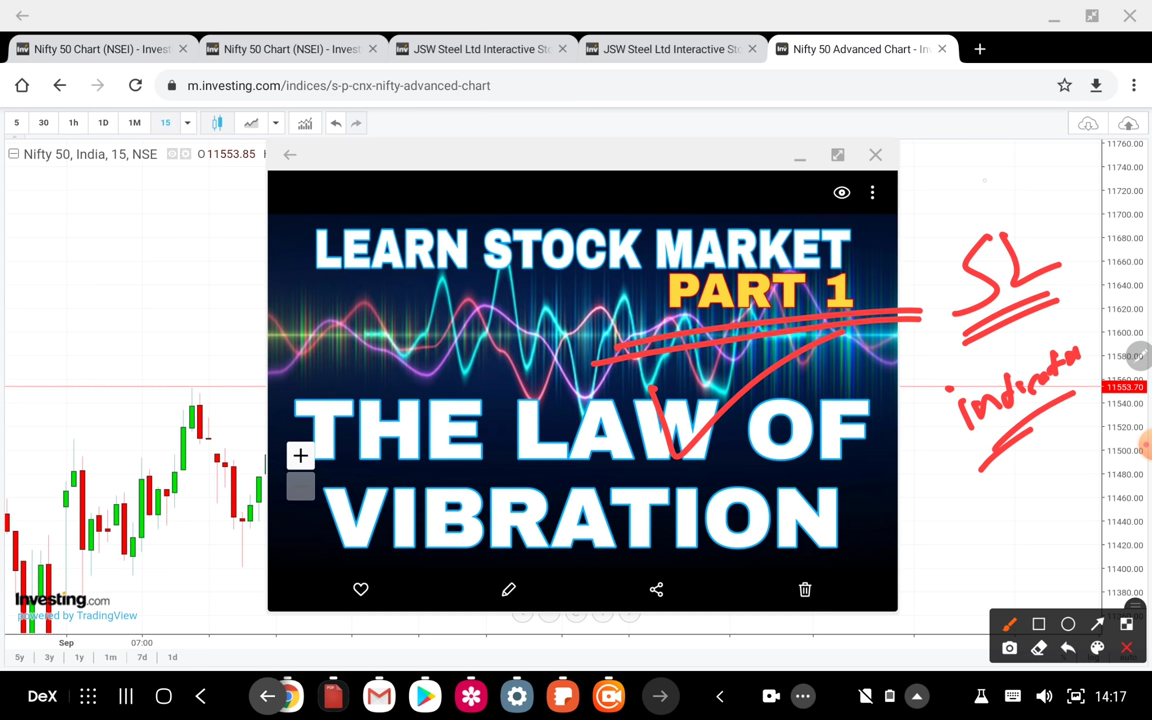 Nifty 50 Chart (NSEI) - Invest
Nifty 50 Chart (NSEI) - Invest
JSW Steel Ltd Interactive Sto
JSW Steel Ltd Interactive Sto
Nifty 50 Advanced Chart - In
m.investing.com/indices/s-p-cnx-nifty-advanced-chart
5 30 1h 1D 1M 15
Nifty 50, India, 15, NSE O11553.85
LEARN STOCK MARKET
PART 1
THE LAW OF
VIBRATION
SL
indicator
11760.00
11740.00
11720.00
11700.00
11680.00
11660.00
11640.00
11620.00
11600.00
11580.00
11553.70
11540.00
11520.00
11500.00
11480.00
11460.00
11440.00
11420.00
11400.00
11380.00
Investing.com
powered by TradingView
Sep 07:00
5y 3y 1y 1m 7d 1d
DeX
14:17